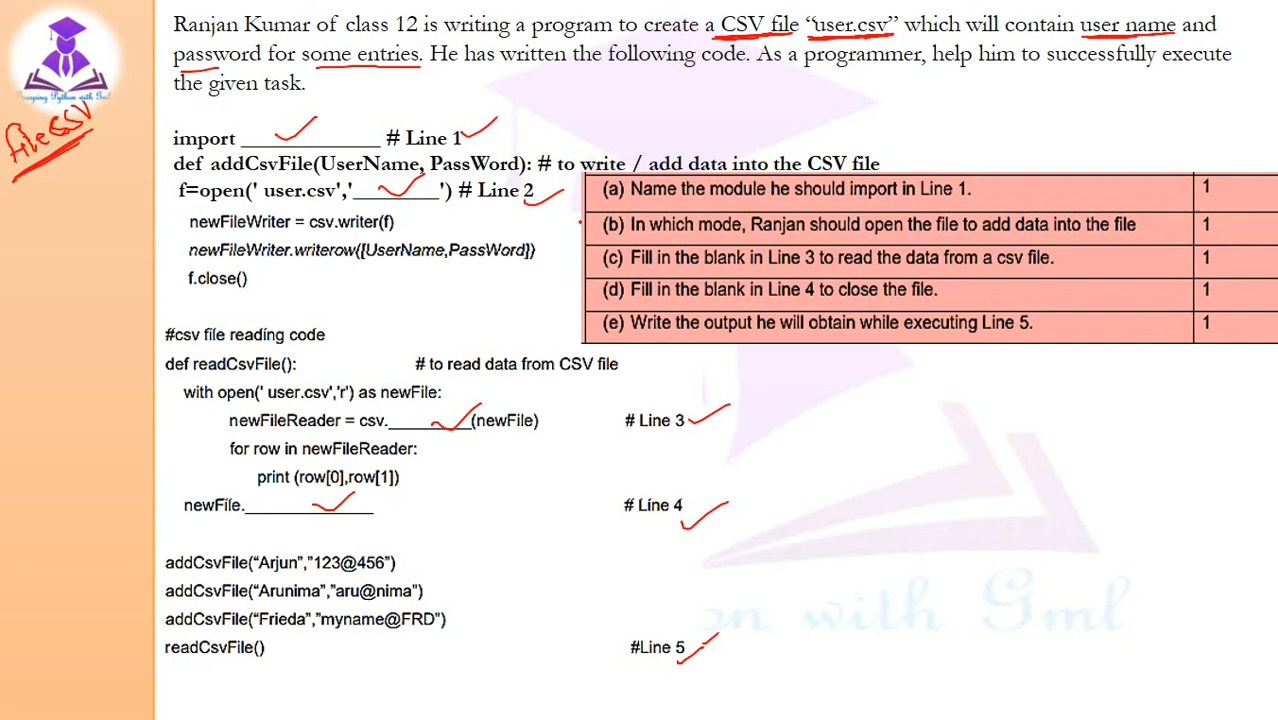 Ranjan Kumar of class 12 is writing a program to create a CSV file “user.csv” which will contain user name and
password for some entries. He has written the following code. As a programmer, help him to successfully execute
the given task.
file CSV
import _______________ # Line 1
def addCsvFile(UserName, PassWord): # to write / add data into the CSV file
f=open(' user.csv','_________') # Line 2
newFileWriter = csv.writer(f)
newFileWriter.writerow([UserName,PassWord])
f.close()
(a) Name the module he should import in Line 1. 1
(b) In which mode, Ranjan should open the file to add data into the file 1
(c) Fill in the blank in Line 3 to read the data from a csv file. 1
(d) Fill in the blank in Line 4 to close the file. 1
(e) Write the output he will obtain while executing Line 5. 1
#csv file reading code
def readCsvFile(): # to read data from CSV file
with open(' user.csv','r') as newFile:
newFileReader = csv._________(newFile) # Line 3
for row in newFileReader:
print (row[0],row[1])
newFile.______________ # Line 4
addCsvFile(“Arjun”,”123@456”)
addCsvFile(“Arunima”,”aru@nima”)
addCsvFile(“Frieda”,”myname@FRD”)
readCsvFile() #Line 5
with Gml